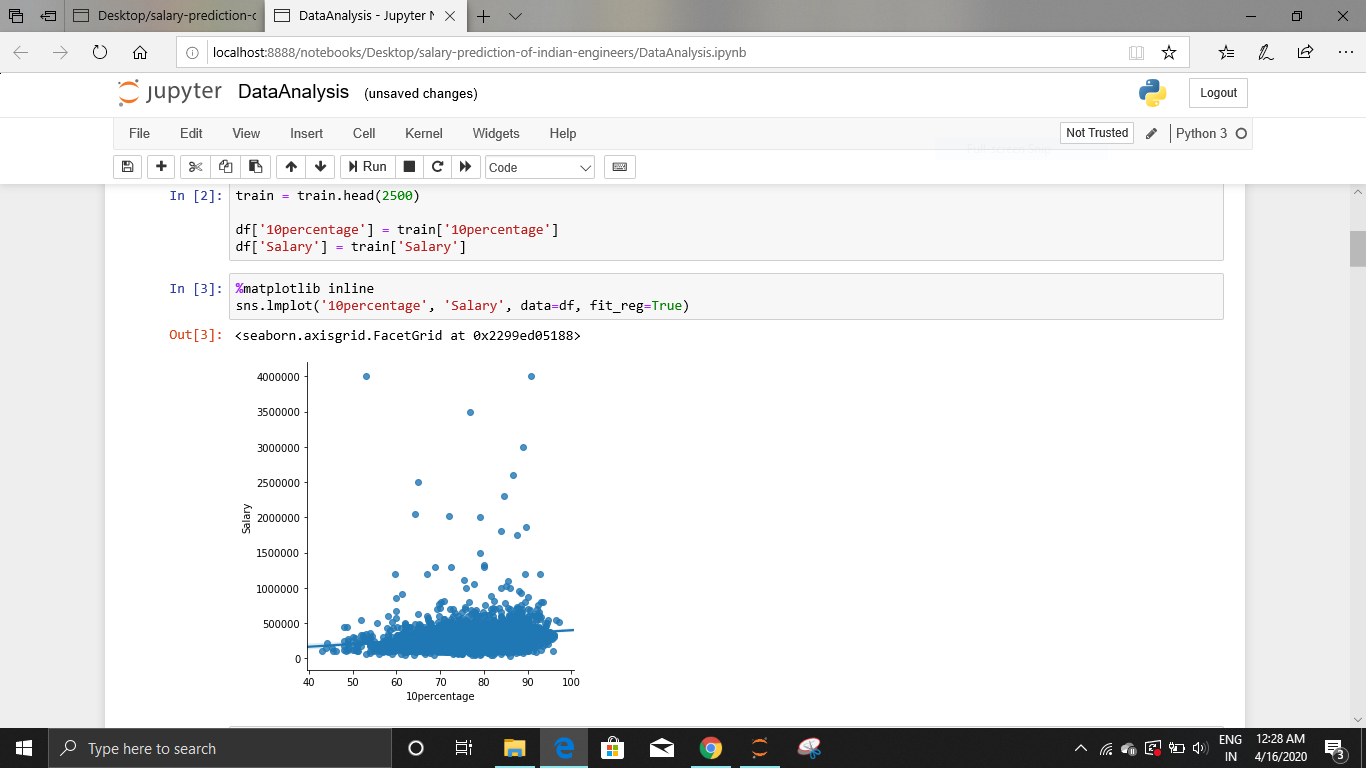 Desktop/salary-prediction-c
DataAnalysis - Jupyter N
localhost:8888/notebooks/Desktop/salary-prediction-of-indian-engineers/DataAnalysis.ipynb
jupyter DataAnalysis (unsaved changes)
Logout
File Edit View Insert Cell Kernel Widgets Help
Not Trusted
Python 3
Run
Code
In [2]:
train = train.head(2500)
df['10percentage'] = train['10percentage']
df['Salary'] = train['Salary']
In [3]:
%matplotlib inline
sns.lmplot('10percentage', 'Salary', data=df, fit_reg=True)
Out[3]:
<seaborn.axisgrid.FacetGrid at 0x2299ed05188>
4000000
3500000
3000000
2500000
2000000
1500000
1000000
500000
0
Salary
40 50 60 70 80 90 100
10percentage
Type here to search
ENG
IN
12:28 AM
4/16/2020
3